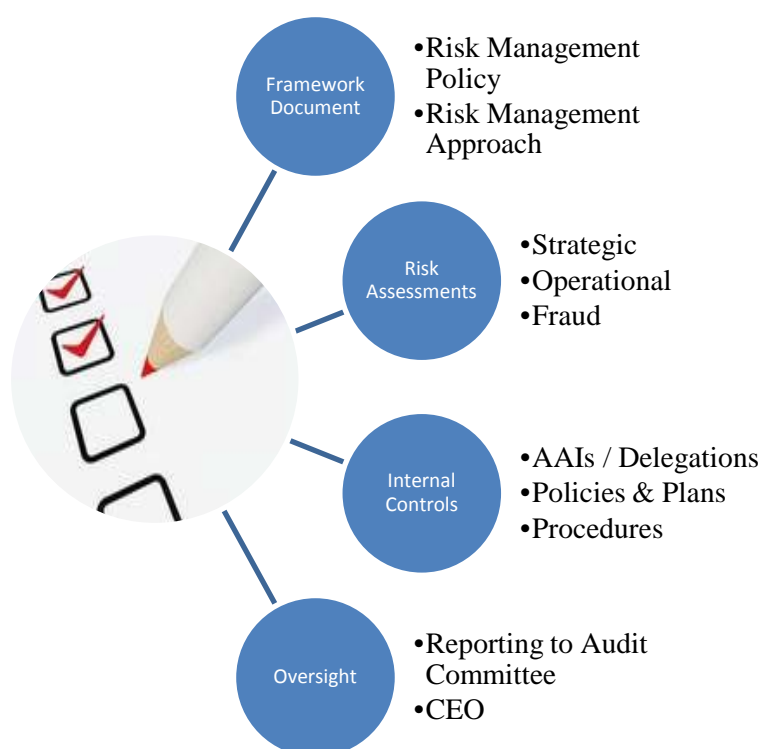 Framework
Document
•Risk Management
Policy
•Risk Management
Approach
Risk
Assessments
•Strategic
•Operational
•Fraud
Internal
Controls
•AAIs / Delegations
•Policies & Plans
•Procedures
Oversight
•Reporting to Audit
Committee
•CEO